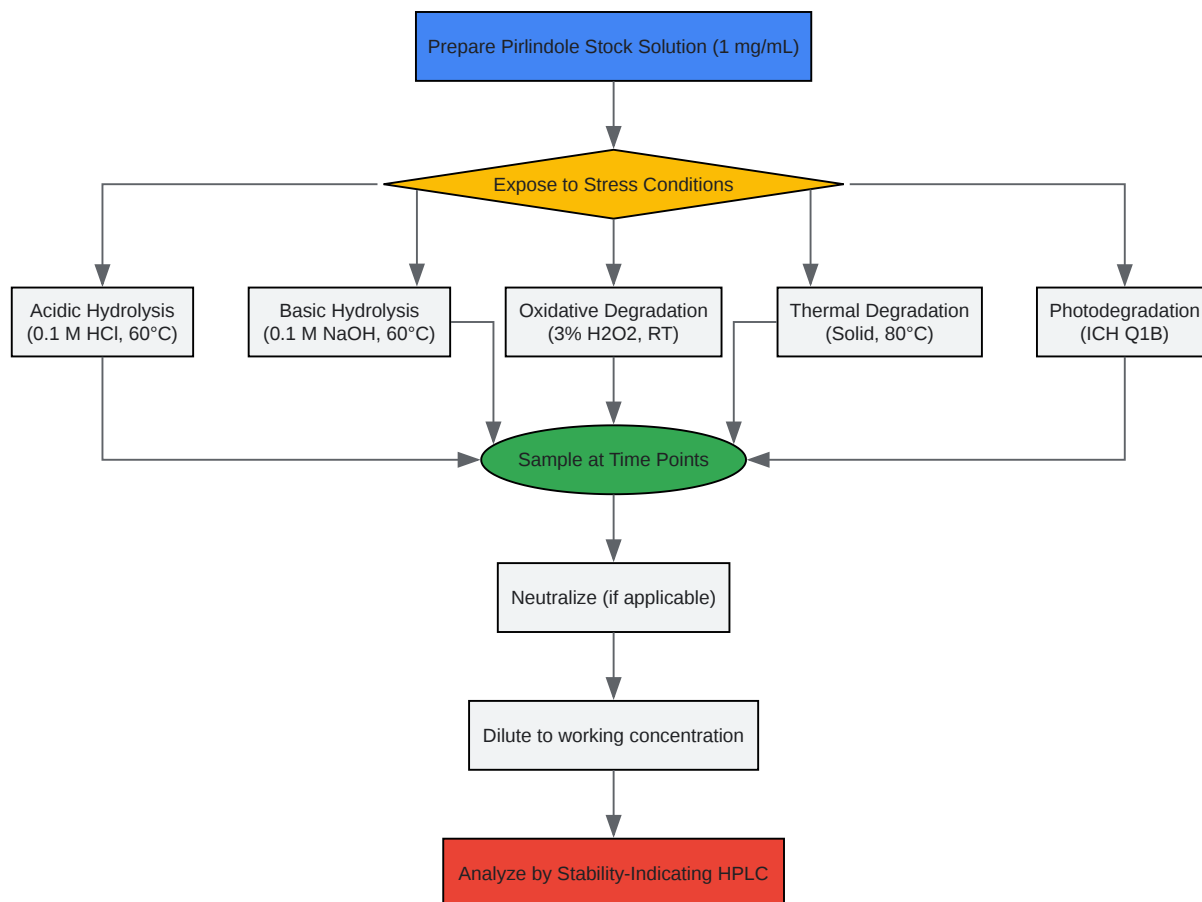 Prepare Pirlindole Stock Solution (1 mg/mL)
Expose to Stress Conditions
Acidic Hydrolysis
(0.1 M HCl, 60°C)
Basic Hydrolysis
(0.1 M NaOH, 60°C)
Oxidative Degradation
(3% H2O2, RT)
Thermal Degradation
(Solid, 80°C)
Photodegradation
(ICH Q1B)
Sample at Time Points
Neutralize (if applicable)
Dilute to working concentration
Analyze by Stability-Indicating HPLC